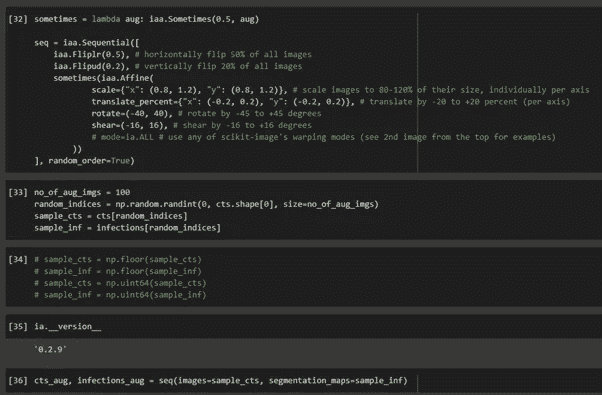 [32] sometimes = lambda aug: iaa.Sometimes(0.5, aug)
seq = iaa.Sequential([
iaa.Fliplr(0.5), # horizontally flip 50% of all images
iaa.Flipud(0.2), # vertically flip 20% of all images
sometimes(iaa.Affine(
scale={"x": (0.8, 1.2), "y": (0.8, 1.2)}, # scale images to 80-120% of their size, individually per axis
translate_percent={"x": (-0.2, 0.2), "y": (-0.2, 0.2)}, # translate by -20 to +20 percent (per axis)
rotate=(-40, 40), # rotate by -45 to +45 degrees
shear=(-16, 16), # shear by -16 to +16 degrees
# mode=ia.ALL # use any of scikit-image's warping modes (see 2nd image from the top for examples)
))
], random_order=True)
[33] no_of_aug_imgs = 100
random_indices = np.random.randint(0, cts.shape[0], size=no_of_aug_imgs)
sample_cts = cts[random_indices]
sample_inf = infections[random_indices]
[34] # sample_cts = np.floor(sample_cts)
# sample_inf = np.floor(sample_inf)
# sample_cts = np.uint64(sample_cts)
# sample_inf = np.uint64(sample_inf)
[35] ia.__version__
'0.2.9'
[36] cts_aug, infections_aug = seq(images=sample_cts, segmentation_maps=sample_inf)